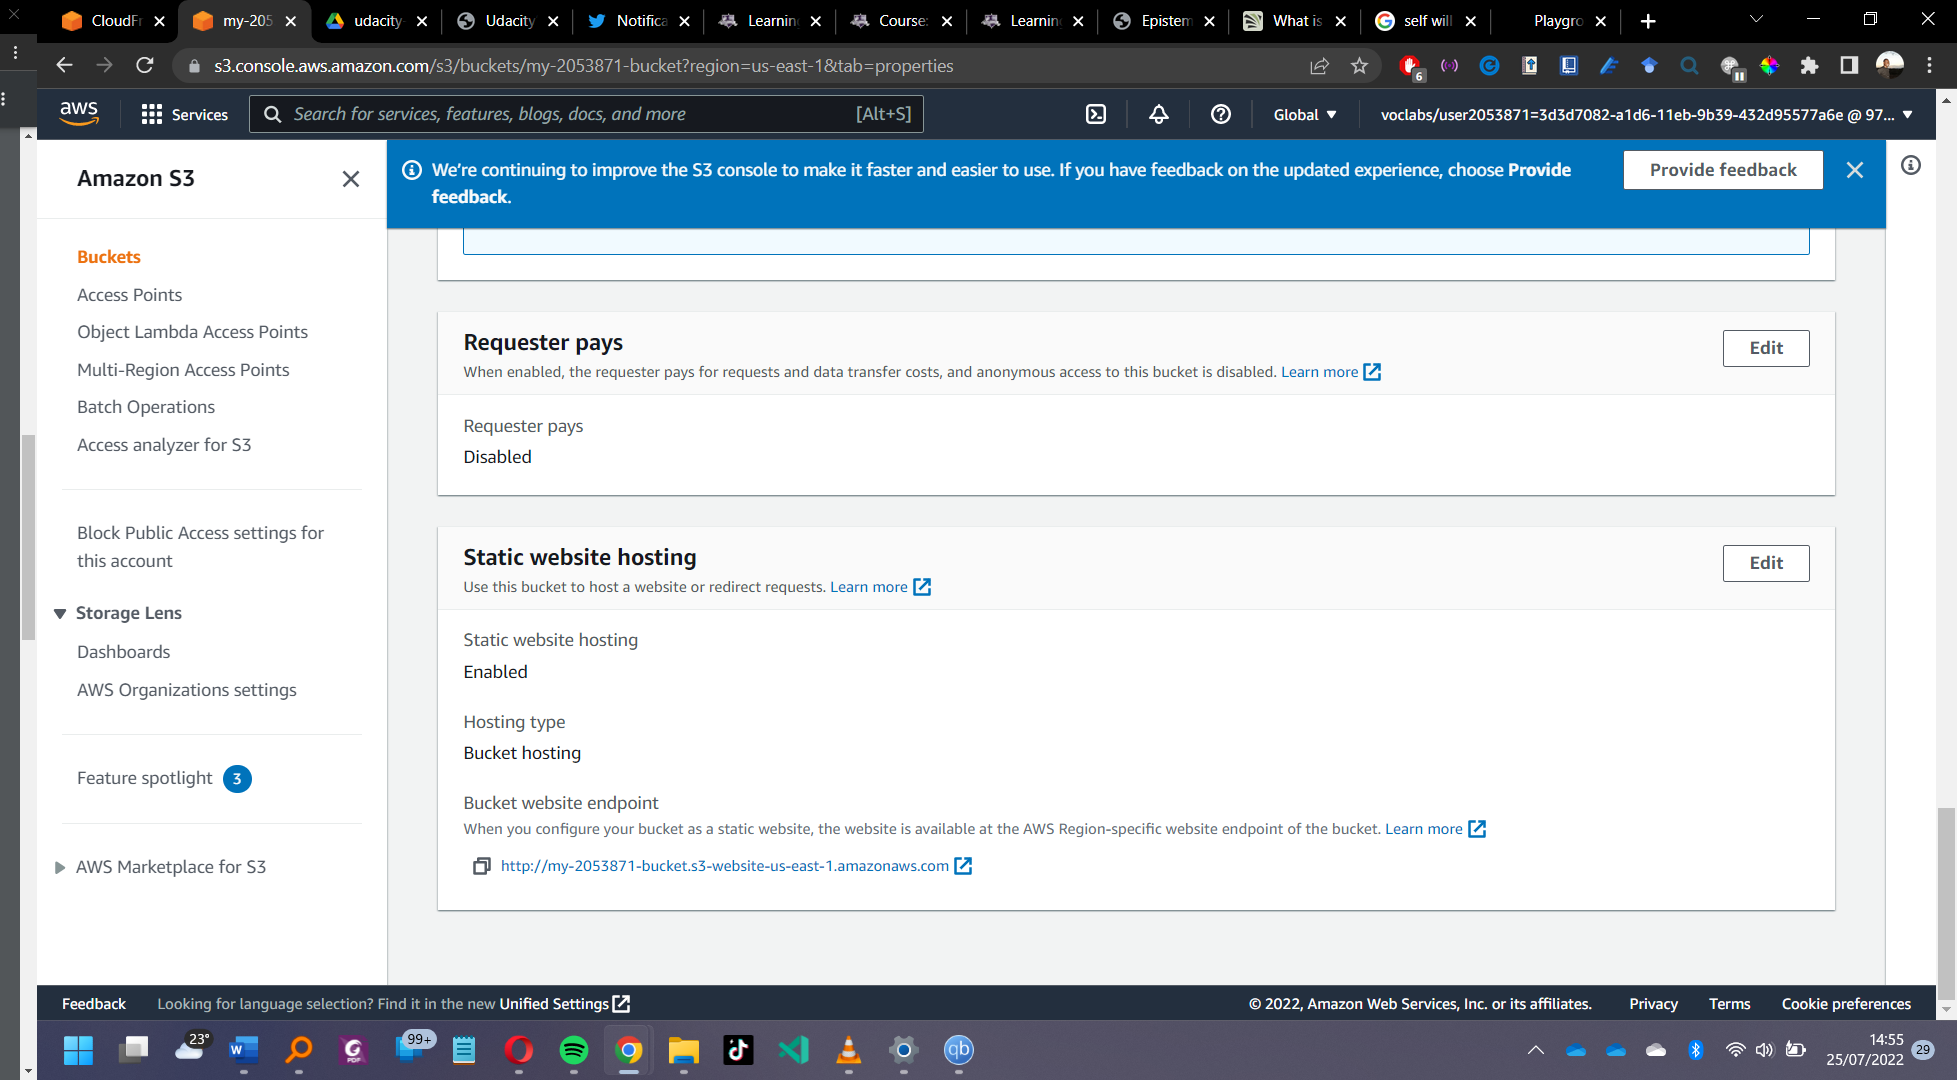 CloudFr
my-205
udacity
Udacity
Notifica
Learnin
Course:
Learnin
Epistem
What is
self will
Playgro
s3.console.aws.amazon.com/s3/buckets/my-2053871-bucket?region=us-east-1&tab=properties
6
aws
Services
Search for services, features, blogs, docs, and more
[Alt+S]
Global
voclabs/user2053871=3d3d7082-a1d6-11eb-9b39-432d95577a6e @ 97...
Amazon S3
We're continuing to improve the S3 console to make it faster and easier to use. If you have feedback on the updated experience, choose Provide
feedback.
Provide feedback
Buckets
Access Points
Object Lambda Access Points
Multi-Region Access Points
Batch Operations
Access analyzer for S3
Block Public Access settings for
this account
Storage Lens
Dashboards
AWS Organizations settings
Feature spotlight 3
AWS Marketplace for S3
Requester pays
Edit
When enabled, the requester pays for requests and data transfer costs, and anonymous access to this bucket is disabled. Learn more
Requester pays
Disabled
Static website hosting
Edit
Use this bucket to host a website or redirect requests. Learn more
Static website hosting
Enabled
Hosting type
Bucket hosting
Bucket website endpoint
When you configure your bucket as a static website, the website is available at the AWS Region-specific website endpoint of the bucket. Learn more
http://my-2053871-bucket.s3-website-us-east-1.amazonaws.com
Feedback
Looking for language selection? Find it in the new Unified Settings
© 2022, Amazon Web Services, Inc. or its affiliates.
Privacy
Terms
Cookie preferences
23°
W
G
PDF
99+
qb
14:55
25/07/2022
29